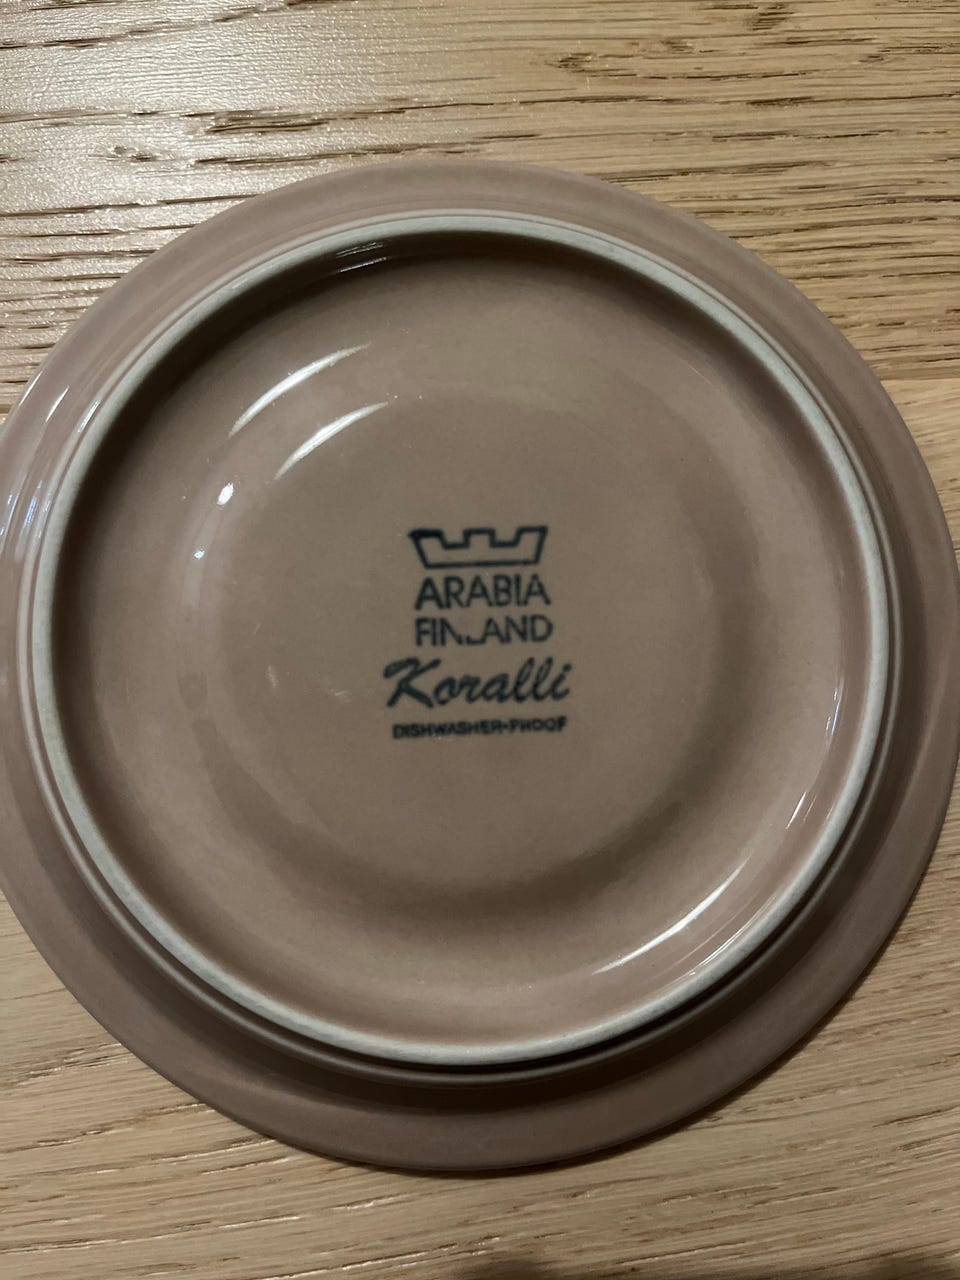 ARABIA
FINLAND
Koralli
DISHWASHER-PROOF